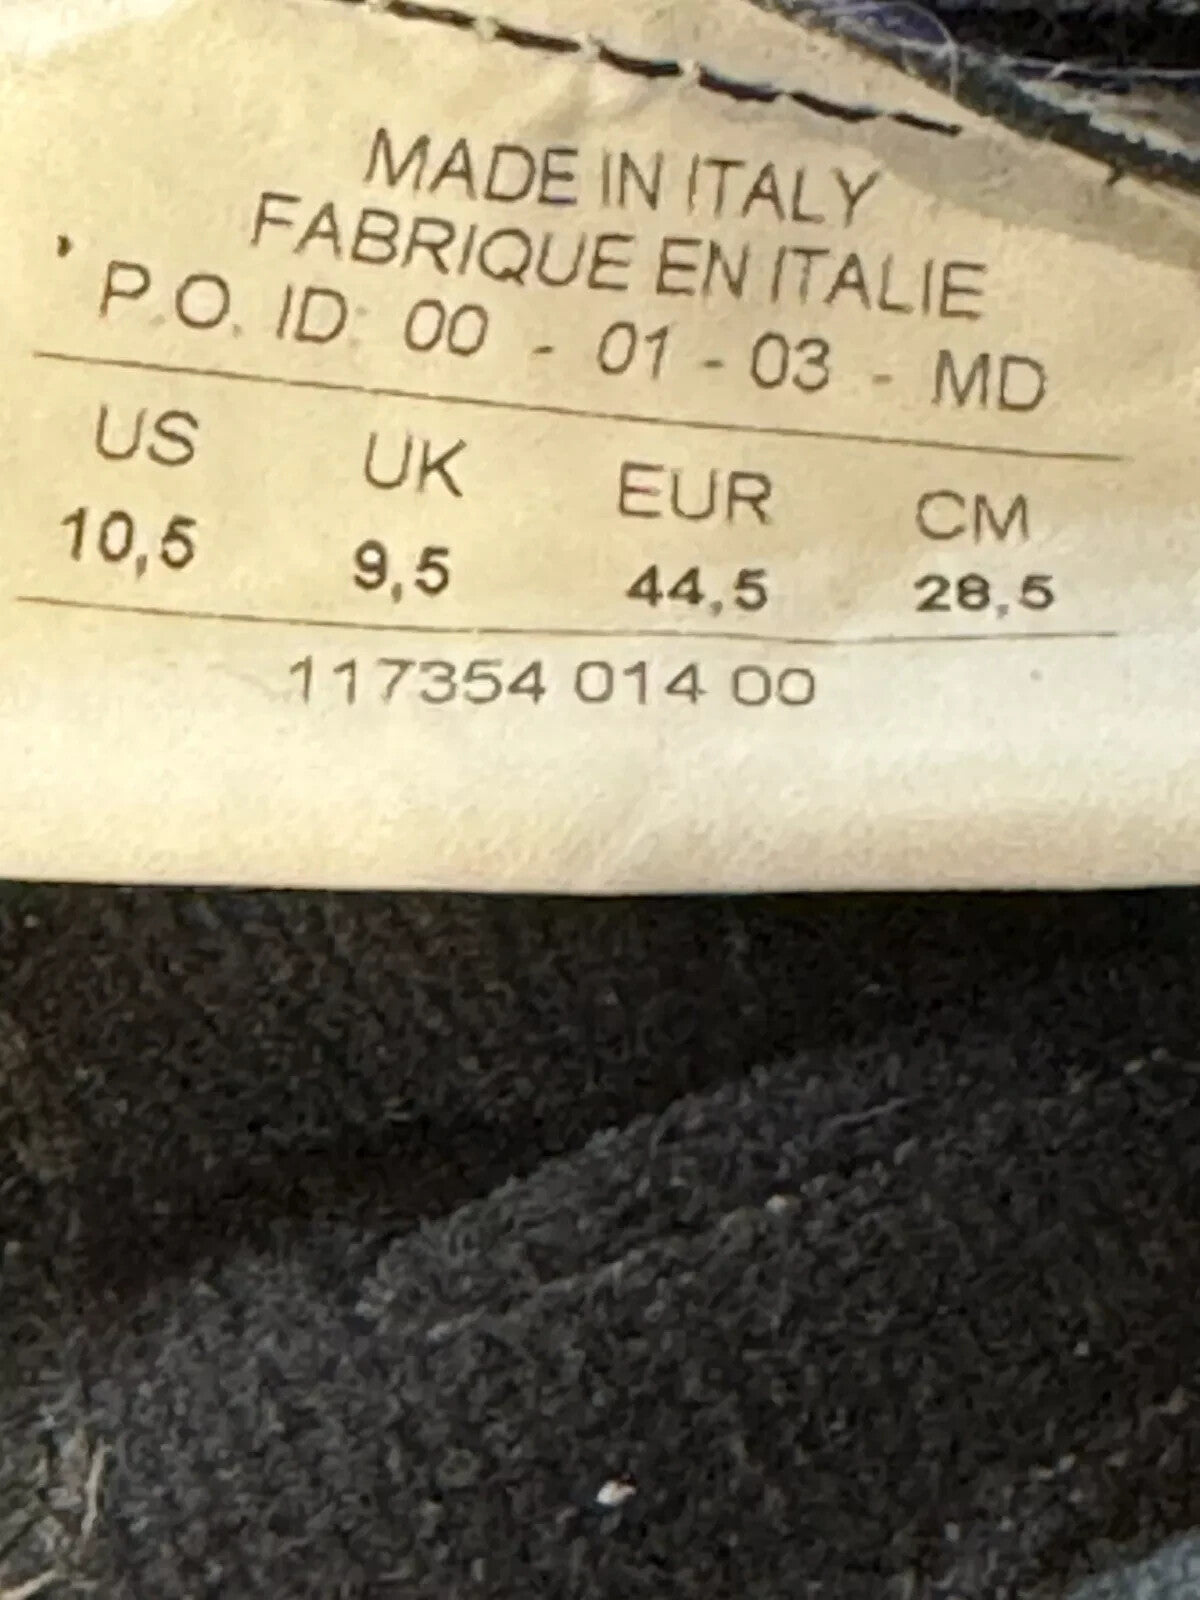 MADE IN ITALY
FABRIQUE EN ITALIE
P.O. ID: 00 - 01 - 03 - MD
US UK EUR CM
10,5 9,5 44,5 28,5
117354 014 00